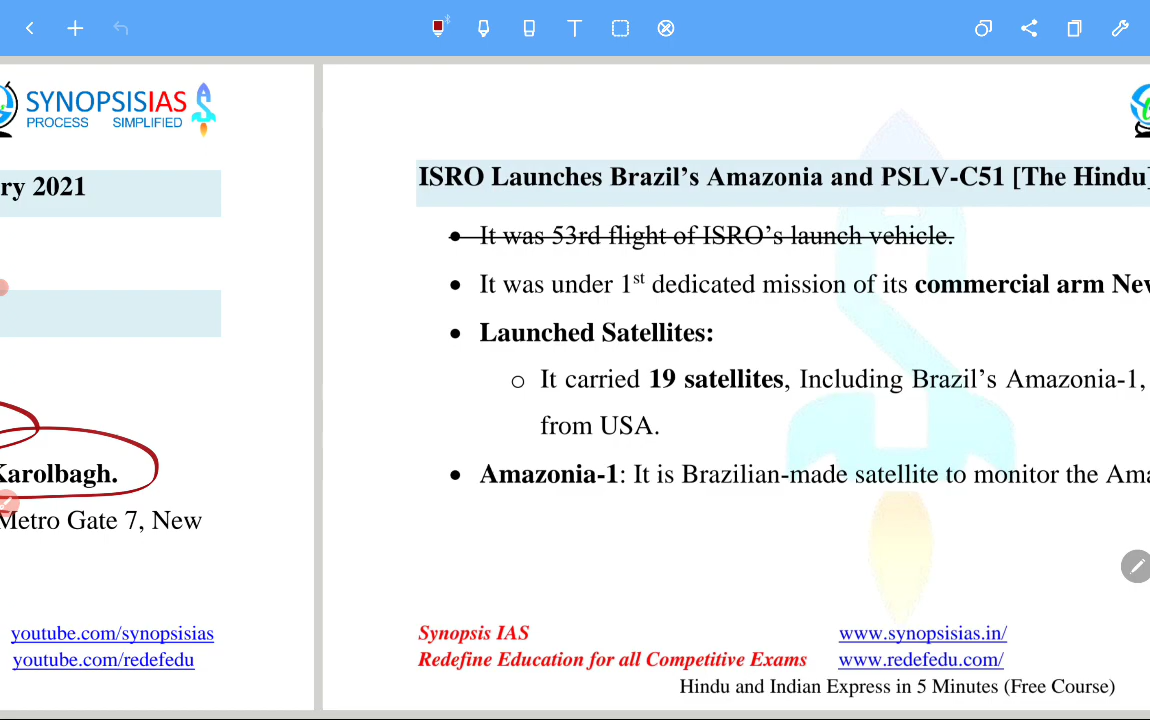 SYNOPSISIAS
PROCESS SIMPLIFIED
ry 2021
Karolbagh.
Metro Gate 7, New
youtube.com/synopsisias
youtube.com/redefedu
ISRO Launches Brazil’s Amazonia and PSLV-C51 [The Hindu]
• It was 53rd flight of ISRO’s launch vehicle.
• It was under 1st dedicated mission of its commercial arm New
• Launched Satellites:
o It carried 19 satellites, Including Brazil’s Amazonia-1,
from USA.
• Amazonia-1: It is Brazilian-made satellite to monitor the Ama
Synopsis IAS www.synopsisias.in/
Redefine Education for all Competitive Exams www.redefedu.com/
Hindu and Indian Express in 5 Minutes (Free Course)